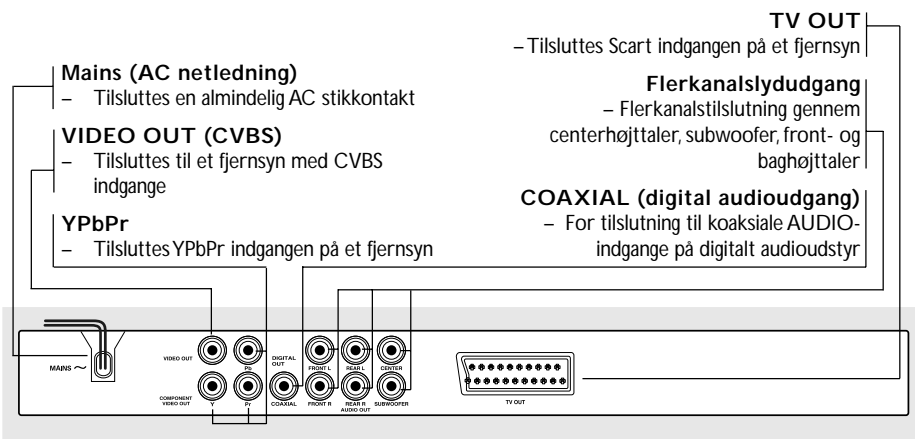 Mains (AC netledning)
– Tilsluttes en almindelig AC stikkontakt
VIDEO OUT (CVBS)
– Tilsluttes til et fjernsyn med CVBS
indgange
YPbPr
– Tilsluttes YPbPr indgangen på et fjernsyn
TV OUT
– Tilsluttes Scart indgangen på et fjernsyn
Flerkanalslydudgang
– Flerkanalstilslutning gennem
centerhøjttaler, subwoofer, front- og
baghøjttaler
COAXIAL (digital audioudgang)
– For tilslutning til koaksiale AUDIO-
indgange på digitalt audioudstyr
MAINS ~
VIDEO OUT
Pb
DIGITAL
OUT
FRONT L
REAR L
CENTER
COMPONENT
VIDEO OUT
Y
Pr
COAXIAL
FRONT R
REAR R
SUBWOOFER
AUDIO OUT
TV OUT